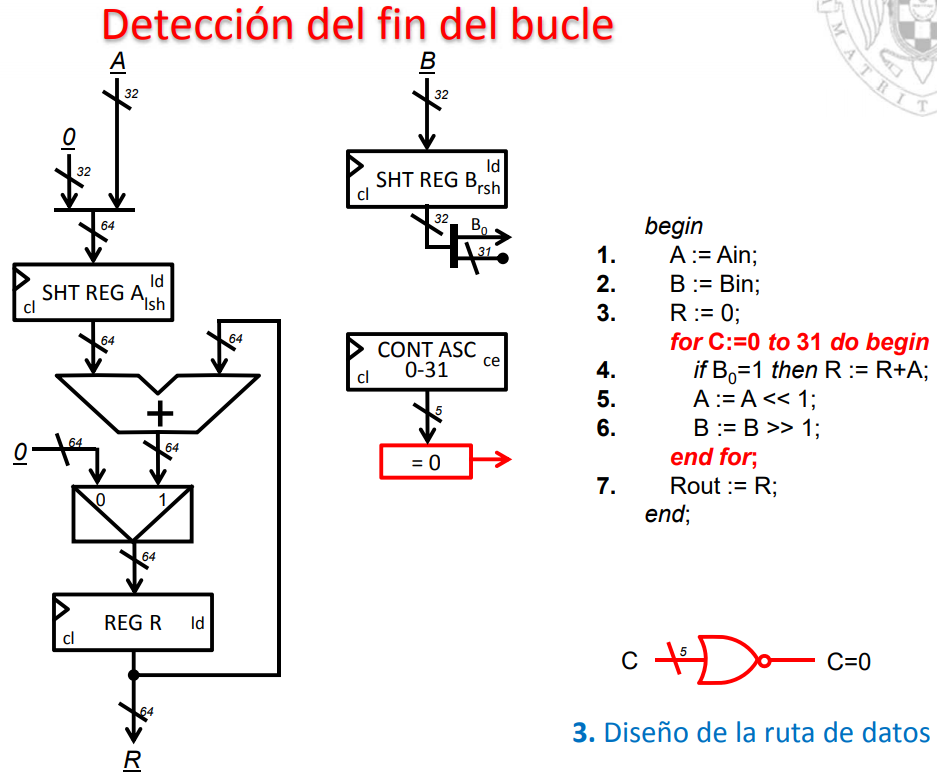 Detección del fin del bucle
A
32
0
32
64
SHT REG A
ld
lsh
cl
64
64
+
0
64
64
0 1
64
REG R
ld
cl
64
R
B
32
SHT REG B
ld
rsh
cl
32
B0
31
CONT ASC
0-31
ce
cl
5
= 0
begin
1. A := Ain;
2. B := Bin;
3. R := 0;
for C:=0 to 31 do begin
4. if B0=1 then R := R+A;
5. A := A << 1;
6. B := B >> 1;
end for;
7. Rout := R;
end;
C
5
C=0
3. Diseño de la ruta de datos
MATRIT